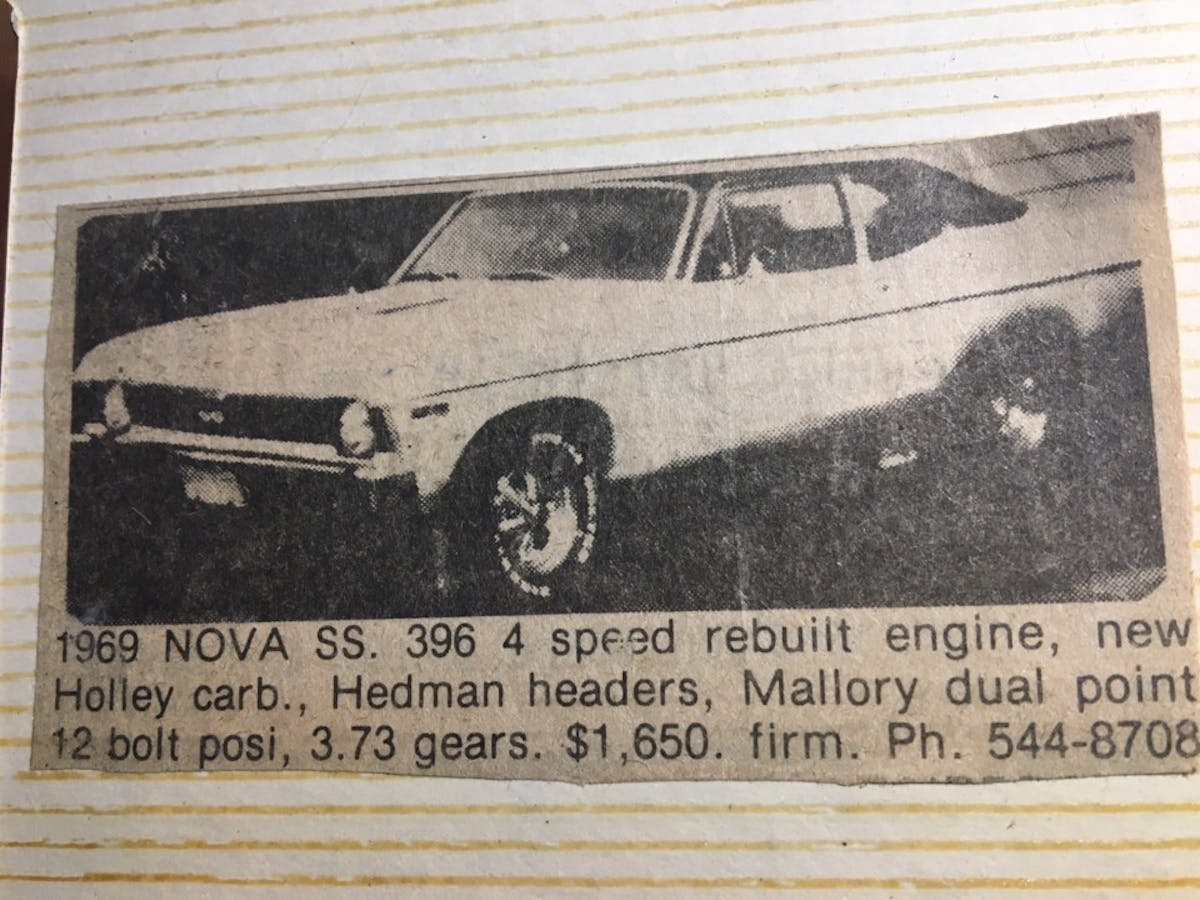 1969 NOVA SS. 396 4 speed rebuilt engine, new
Holley carb., Hedman headers, Mallory dual point
12 bolt posi, 3.73 gears. $1,650. firm. Ph. 544-8708